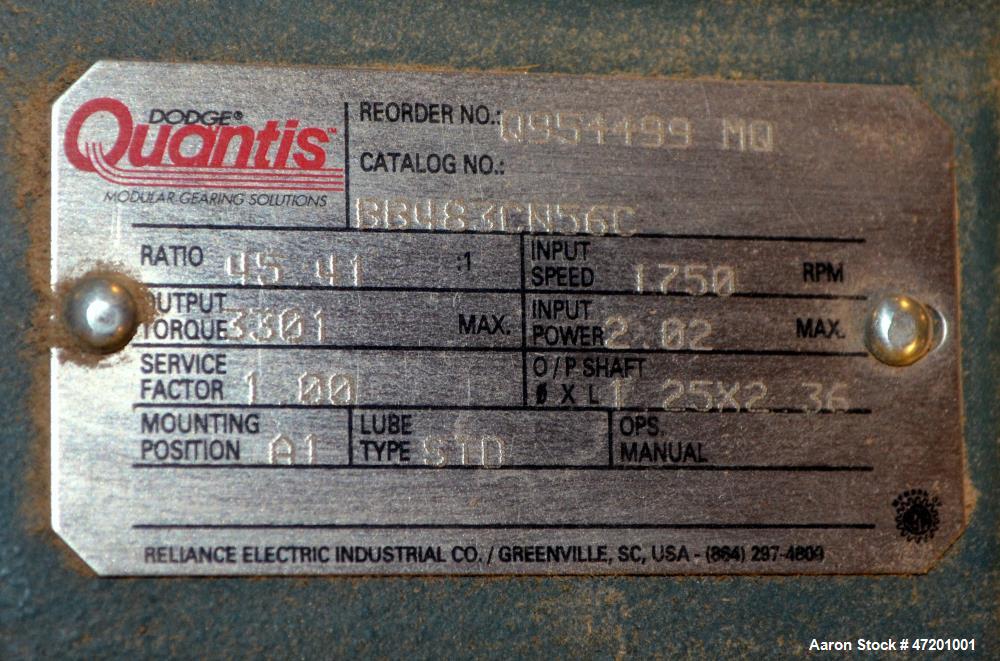 DODGE®
Quantis™
MODULAR GEARING SOLUTIONS
REORDER NO.: Q954499 MQ
CATALOG NO.:
BB483CN56C
RATIO 45.41 :1
INPUT SPEED 1750 RPM
OUTPUT TORQUE 3301 MAX.
INPUT POWER 2.02 MAX.
SERVICE FACTOR 1.00
O/P SHAFT
Ø X L 1.25X2.36
MOUNTING POSITION A1
LUBE TYPE STD
OPS. MANUAL
RELIANCE ELECTRIC INDUSTRIAL CO. / GREENVILLE, SC, USA - (864) 297-4800
Aaron Stock # 47201001